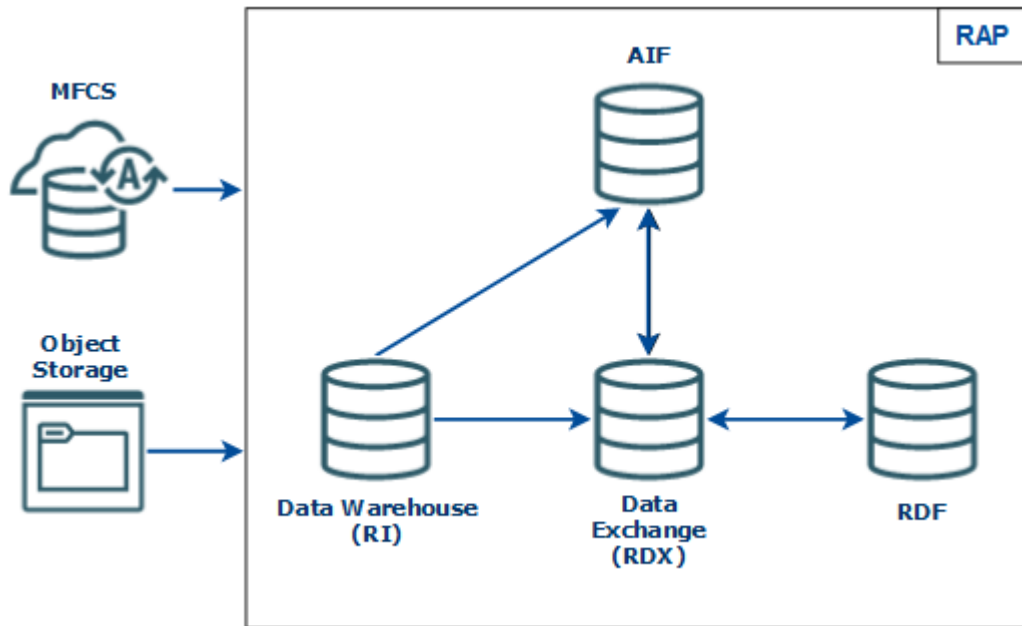 RAP
AIF
MFCS
A
Object
Storage
Data Warehouse
(RI)
Data
Exchange
(RDX)
RDF